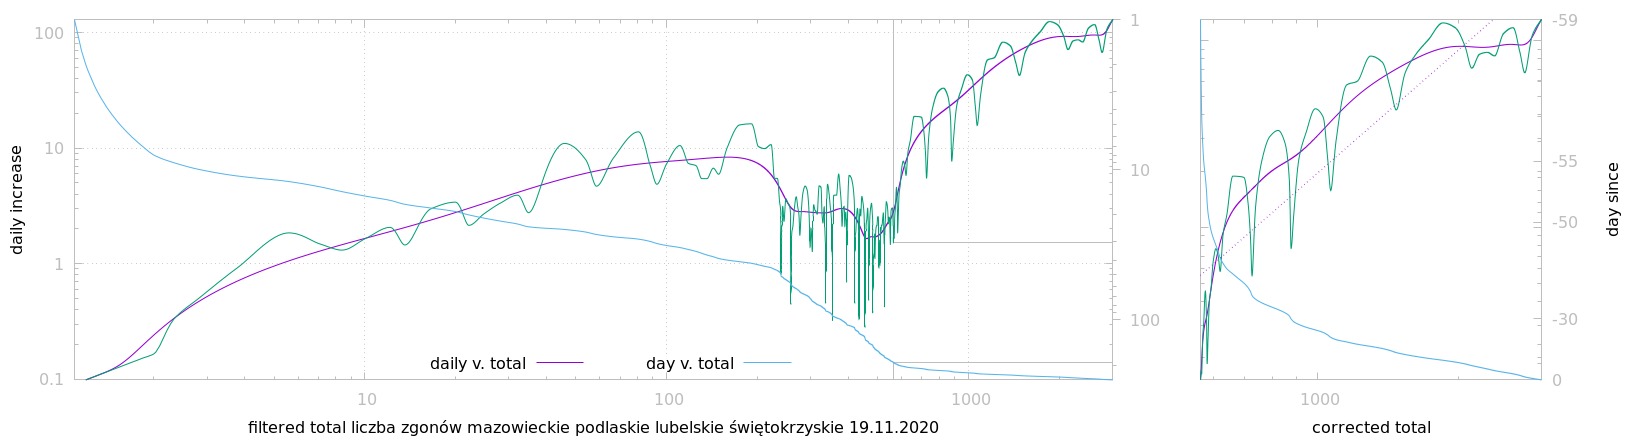 100
10
1
0.1
daily increase
daily v. total
day v. total
10
100
1000
1
10
100
filtered total liczba zgonów mazowieckie podlaskie lubelskie świętokrzyskie 19.11.2020
-59
-55
-50
-30
0
day since
1000
corrected total